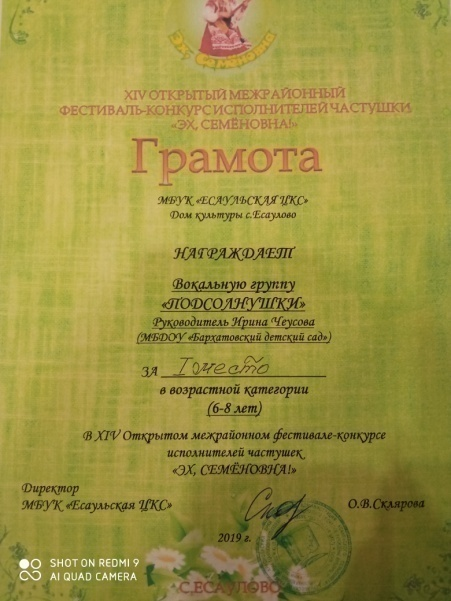 ЭХ, СЕМЁНОВНА
XIV ОТКРЫТЫЙ МЕЖРАЙОННЫЙ
ФЕСТИВАЛЬ-КОНКУРС ИСПОЛНИТЕЛЕЙ ЧАСТУШКИ
«ЭХ, СЕМЁНОВНА!»
Грамота
МБУК «ЕСАУЛЬСКАЯ ЦКС»
Дом культуры с.Есаулово
НАГРАЖДАЕТ
Вокальную группу
«ПОДСОЛНУШКИ»
Руководитель Ирина Чеусова
(МБДОУ «Бархатовский детский сад»)
ЗА I место
в возрастной категории
(6-8 лет)
В XIV Открытом межрайонном фестивале-конкурсе
исполнителей частушек
«ЭХ, СЕМЁНОВНА!»
Директор
МБУК «Есаульская ЦКС» О.В.Склярова
2019 г.
С.ЕСАУЛОВО
SHOT ON REDMI 9
AI QUAD CAMERA